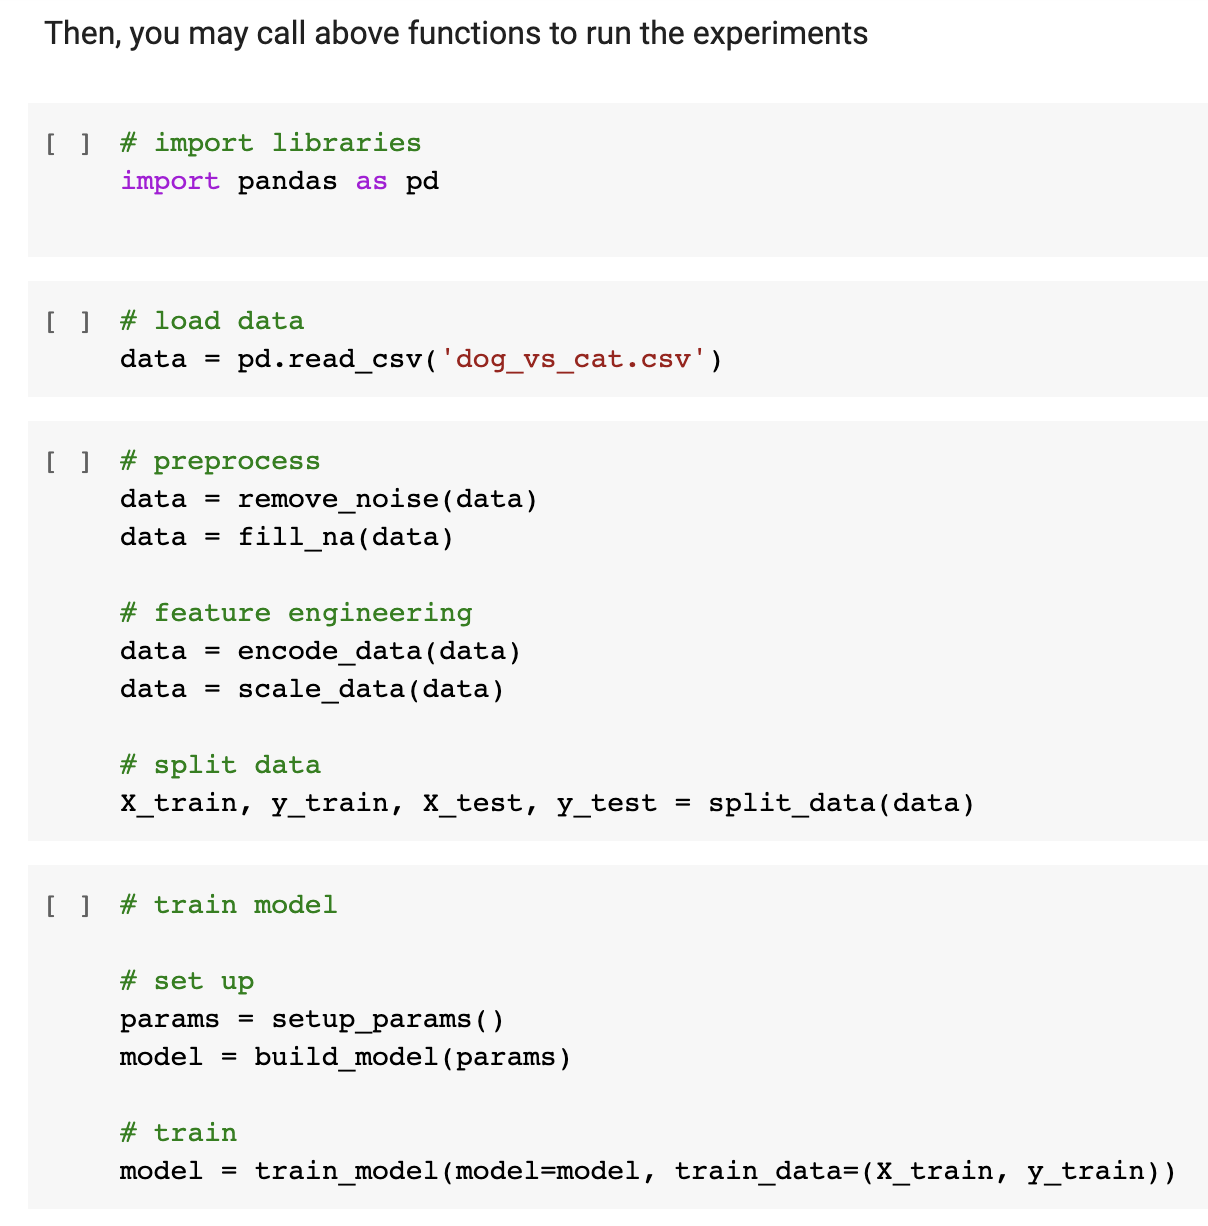 Then, you may call above functions to run the experiments
[ ] # import libraries
import pandas as pd
[ ] # load data
data = pd.read_csv('dog_vs_cat.csv')
[ ] # preprocess
data = remove_noise(data)
data = fill_na(data)
# feature engineering
data = encode_data(data)
data = scale_data(data)
# split data
X_train, y_train, X_test, y_test = split_data(data)
[ ] # train model
# set up
params = setup_params()
model = build_model(params)
# train
model = train_model(model=model, train_data=(X_train, y_train))